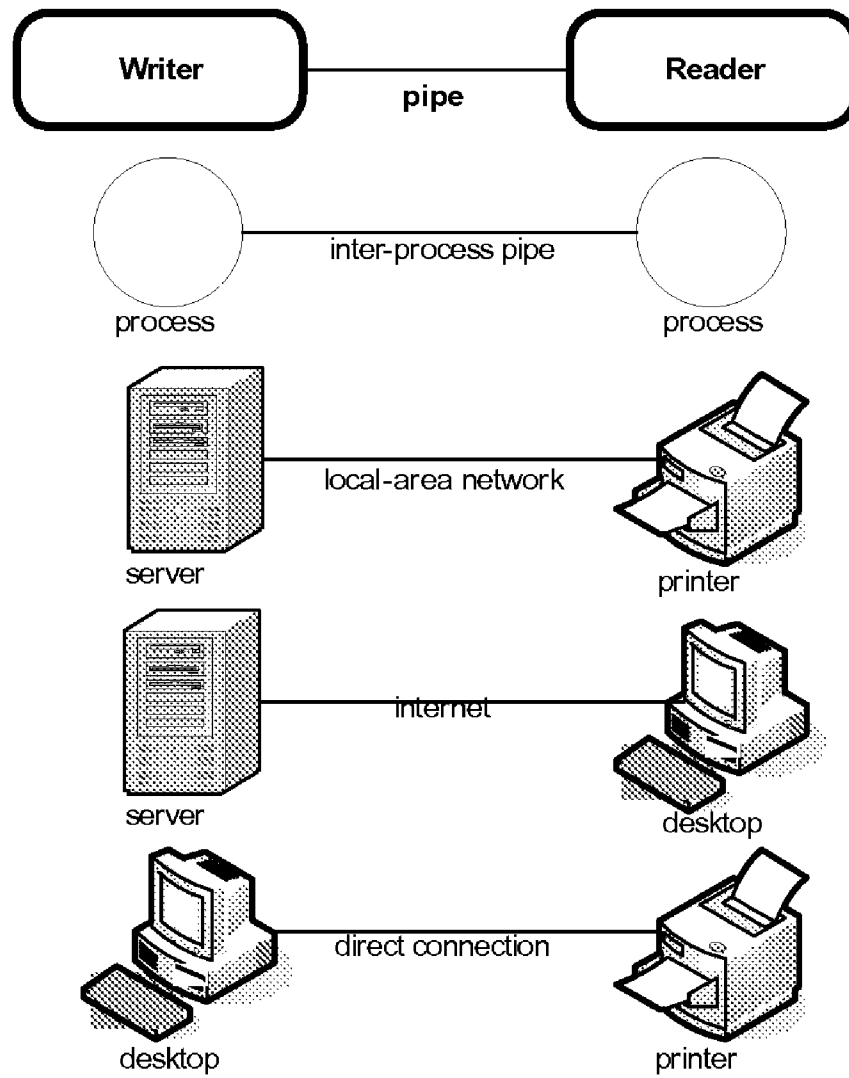 Writer
Reader
pipe
inter-process pipe
process
process
local-area network
server
printer
internet
server
desktop
direct connection
desktop
printer